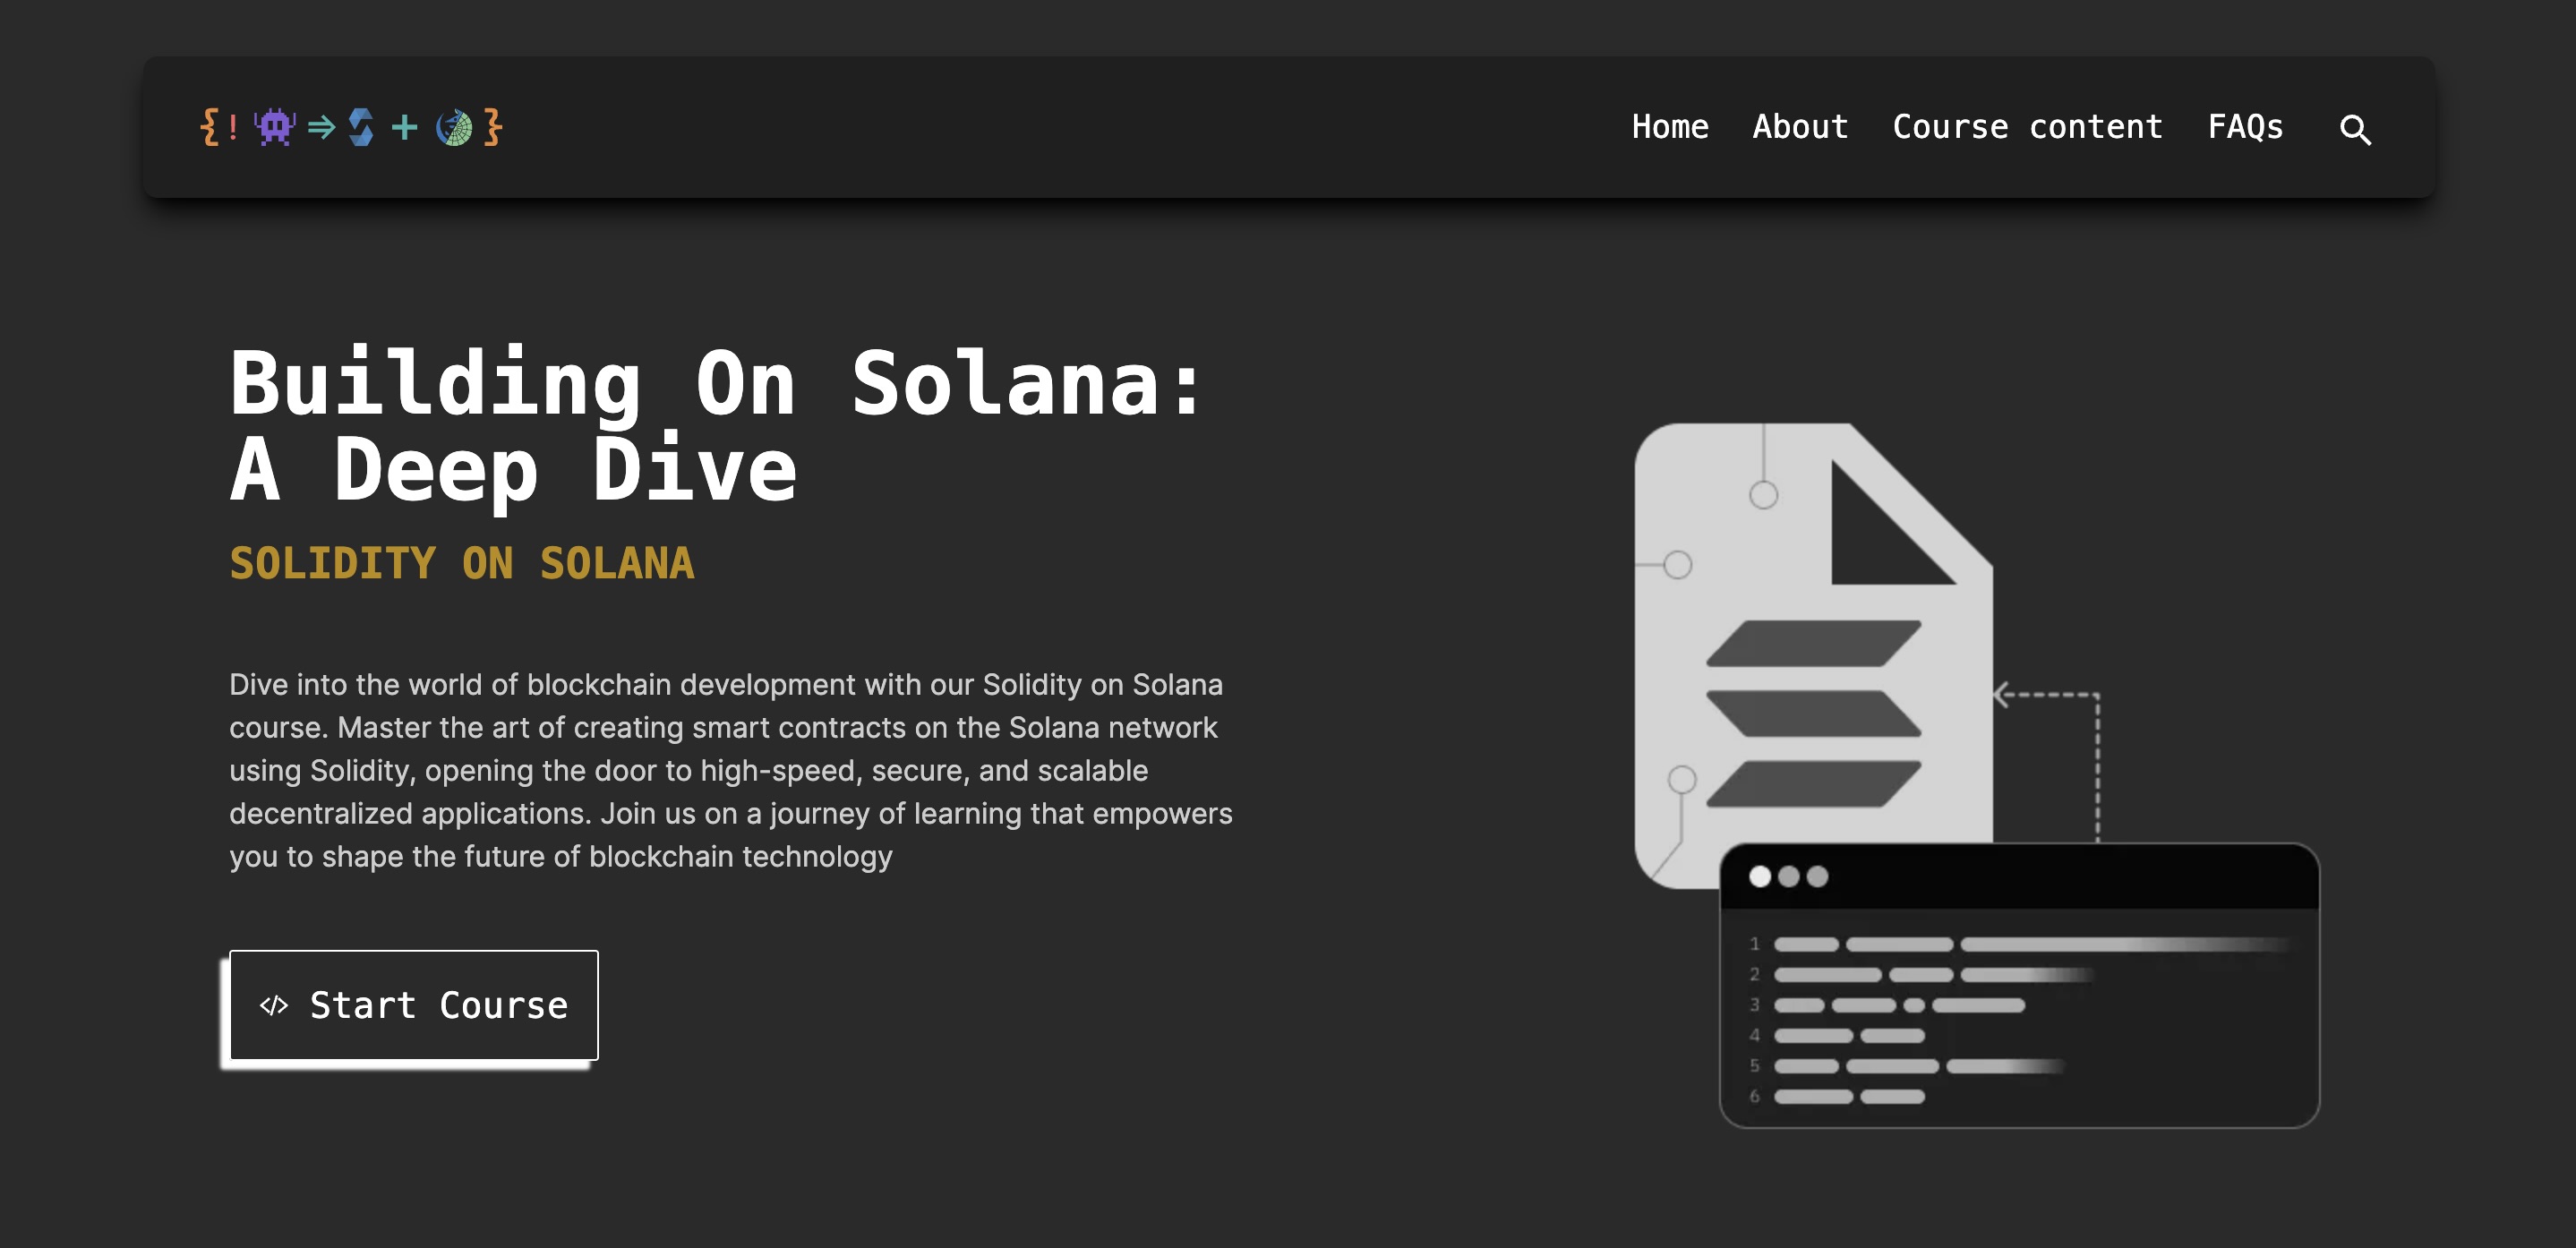 { ! ⇒ + }
Home About Course content FAQs
Building On Solana:
A Deep Dive
SOLIDITY ON SOLANA
Dive into the world of blockchain development with our Solidity on Solana
course. Master the art of creating smart contracts on the Solana network
using Solidity, opening the door to high-speed, secure, and scalable
decentralized applications. Join us on a journey of learning that empowers
you to shape the future of blockchain technology
</> Start Course
1
2
3
4
5
6